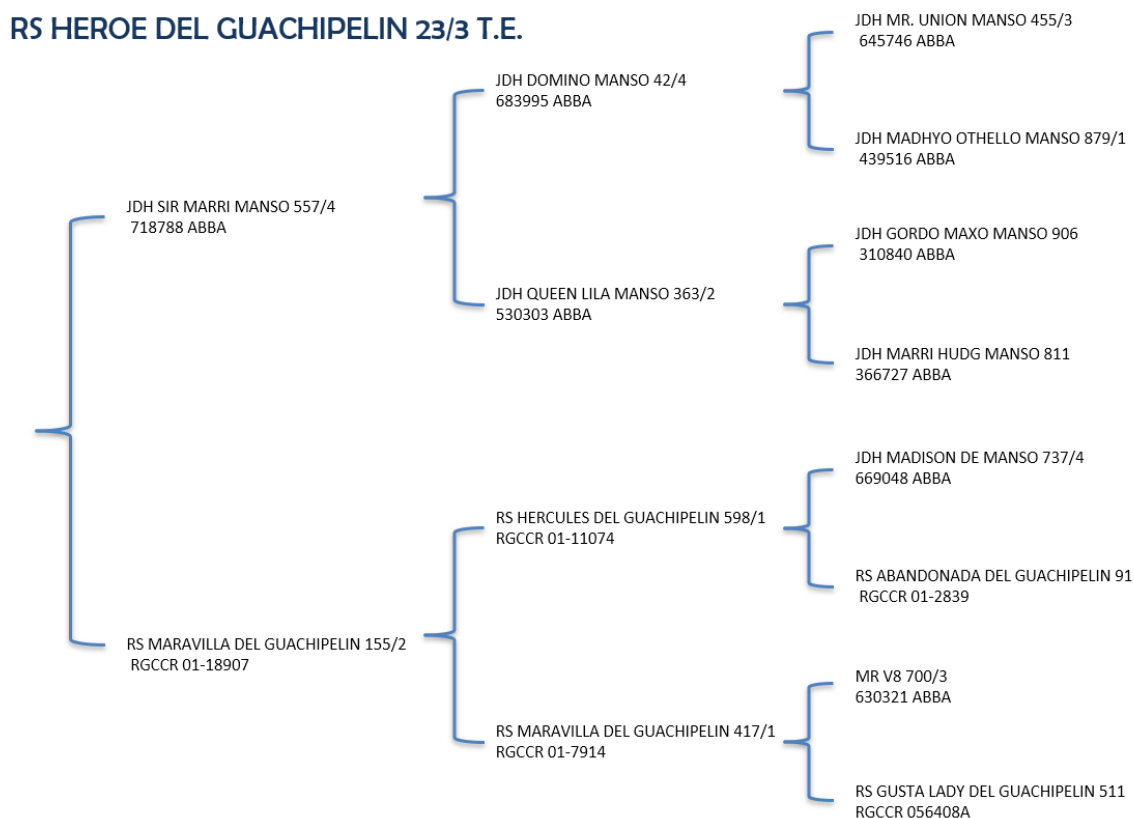 RS HEROE DEL GUACHIPELIN 23/3 T.E.
JDH SIR MARRI MANSO 557/4
718788 ABBA
RS MARAVILLA DEL GUACHIPELIN 155/2
RGCCR 01-18907
JDH DOMINO MANSO 42/4
683995 ABBA
JDH QUEEN LILA MANSO 363/2
530303 ABBA
RS HERCULES DEL GUACHIPELIN 598/1
RGCCR 01-11074
RS MARAVILLA DEL GUACHIPELIN 417/1
RGCCR 01-7914
JDH MR. UNION MANSO 455/3
645746 ABBA
JDH MADHYO OTHELLO MANSO 879/1
439516 ABBA
JDH GORDO MAXO MANSO 906
310840 ABBA
JDH MARRI HUDG MANSO 811
366727 ABBA
JDH MADISON DE MANSO 737/4
669048 ABBA
RS ABANDONADA DEL GUACHIPELIN 91
RGCCR 01-2839
MR V8 700/3
630321 ABBA
RS GUSTA LADY DEL GUACHIPELIN 511
RGCCR 056408A